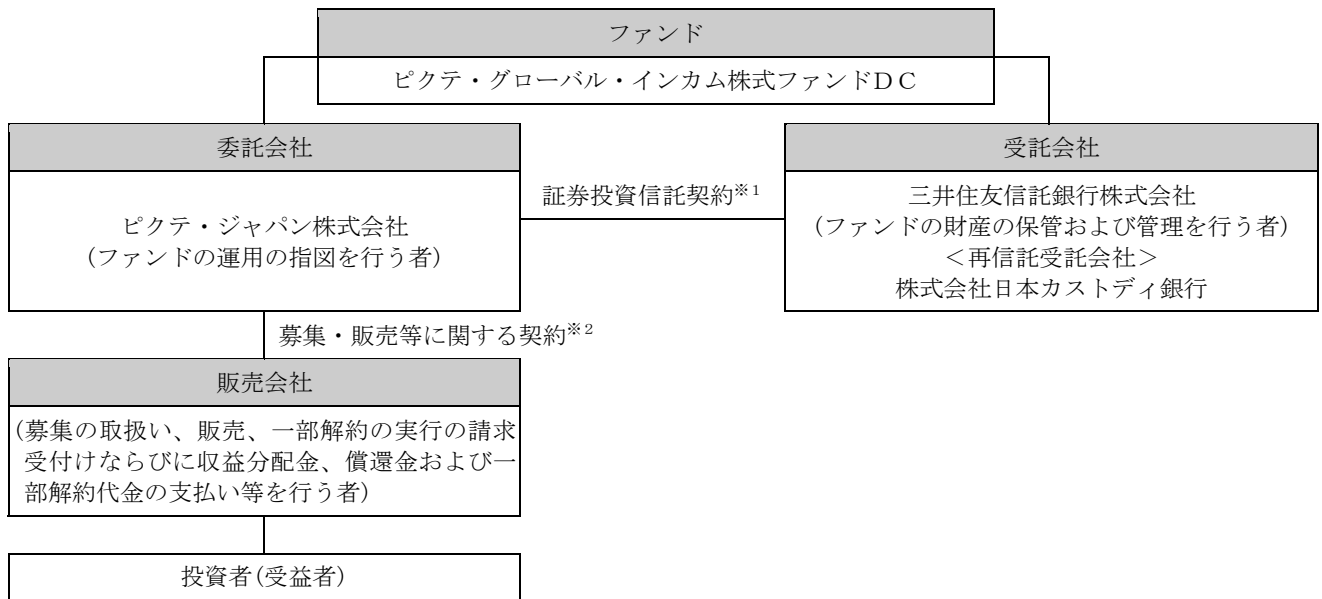 ファンド
ピクテ・グローバル・インカム株式ファンドDC
委託会社
ピクテ・ジャパン株式会社
(ファンドの運用の指図を行う者)
証券投資信託契約※1
受託会社
三井住友信託銀行株式会社
(ファンドの財産の保管および管理を行う者)
＜再信託受託会社＞
株式会社日本カストディ銀行
募集・販売等に関する契約※2
販売会社
(募集の取扱い、販売、一部解約の実行の請求
受付けならびに収益分配金、償還金および一
部解約代金の支払い等を行う者)
投資者(受益者)